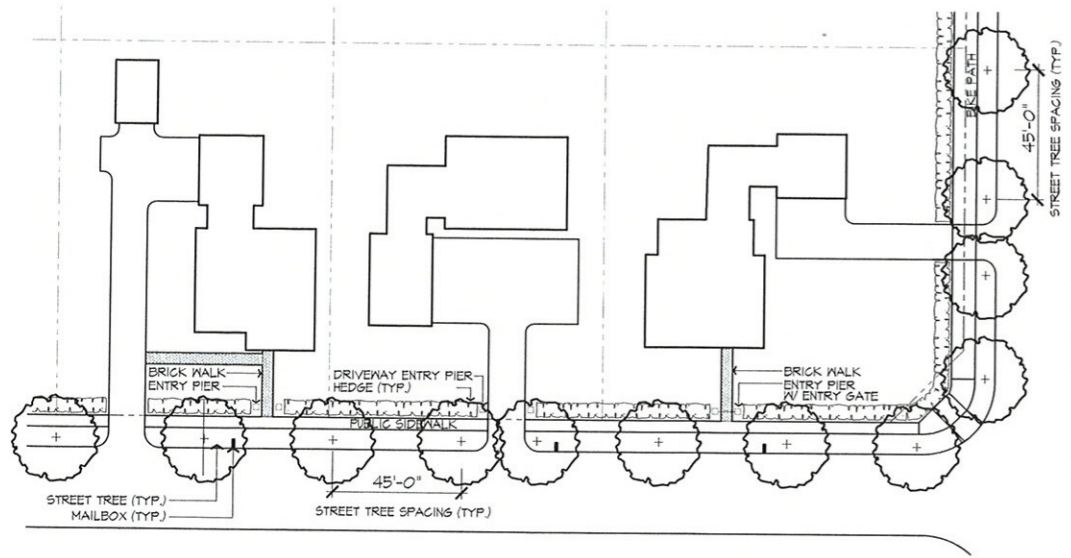 BIKE PATH
45'-0"
STREET TREE SPACING (TYP.)
BRICK WALK
ENTRY PIER
DRIVEWAY ENTRY PIER
HEDGE (TYP.)
BRICK WALK
ENTRY PIER
W/ ENTRY GATE
PUBLIC SIDEWALK
45'-0"
STREET TREE (TYP.)
MAILBOX (TYP.)
STREET TREE SPACING (TYP.)